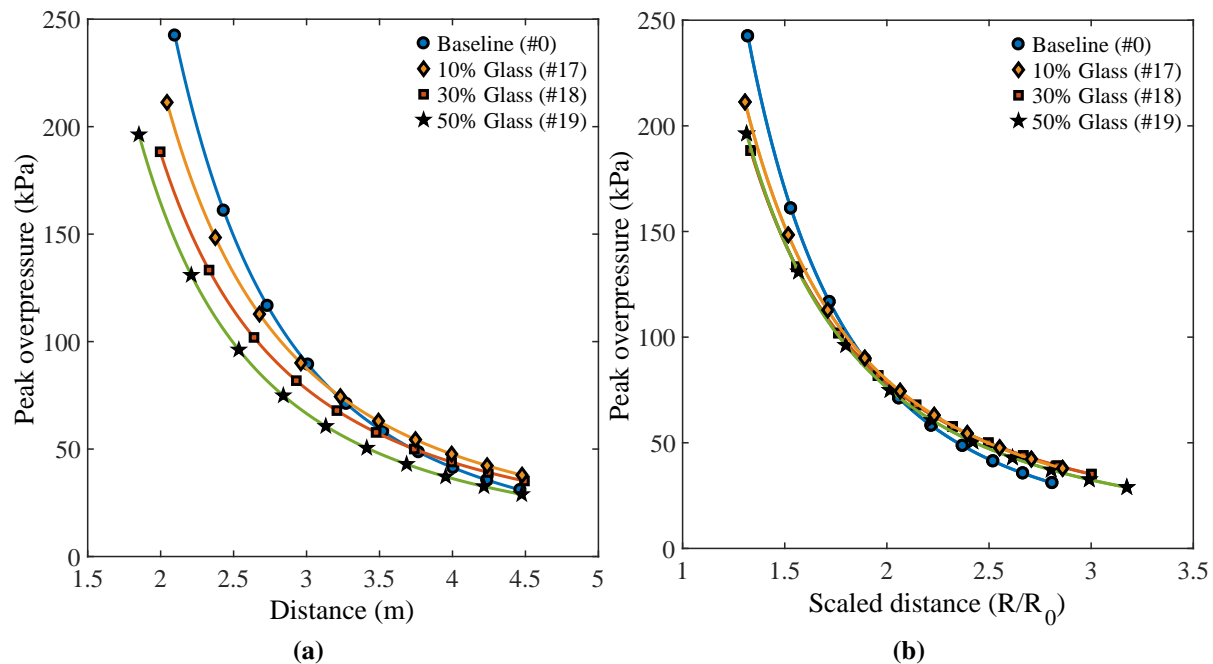 250
200
150
100
50
0
Peak overpressure (kPa)
Baseline (#0)
10% Glass (#17)
30% Glass (#18)
50% Glass (#19)
1.5 2 2.5 3 3.5 4 4.5 5
Distance (m)
(a)
250
200
150
100
50
0
Peak overpressure (kPa)
Baseline (#0)
10% Glass (#17)
30% Glass (#18)
50% Glass (#19)
1 1.5 2 2.5 3 3.5
Scaled distance (R/R0)
(b)